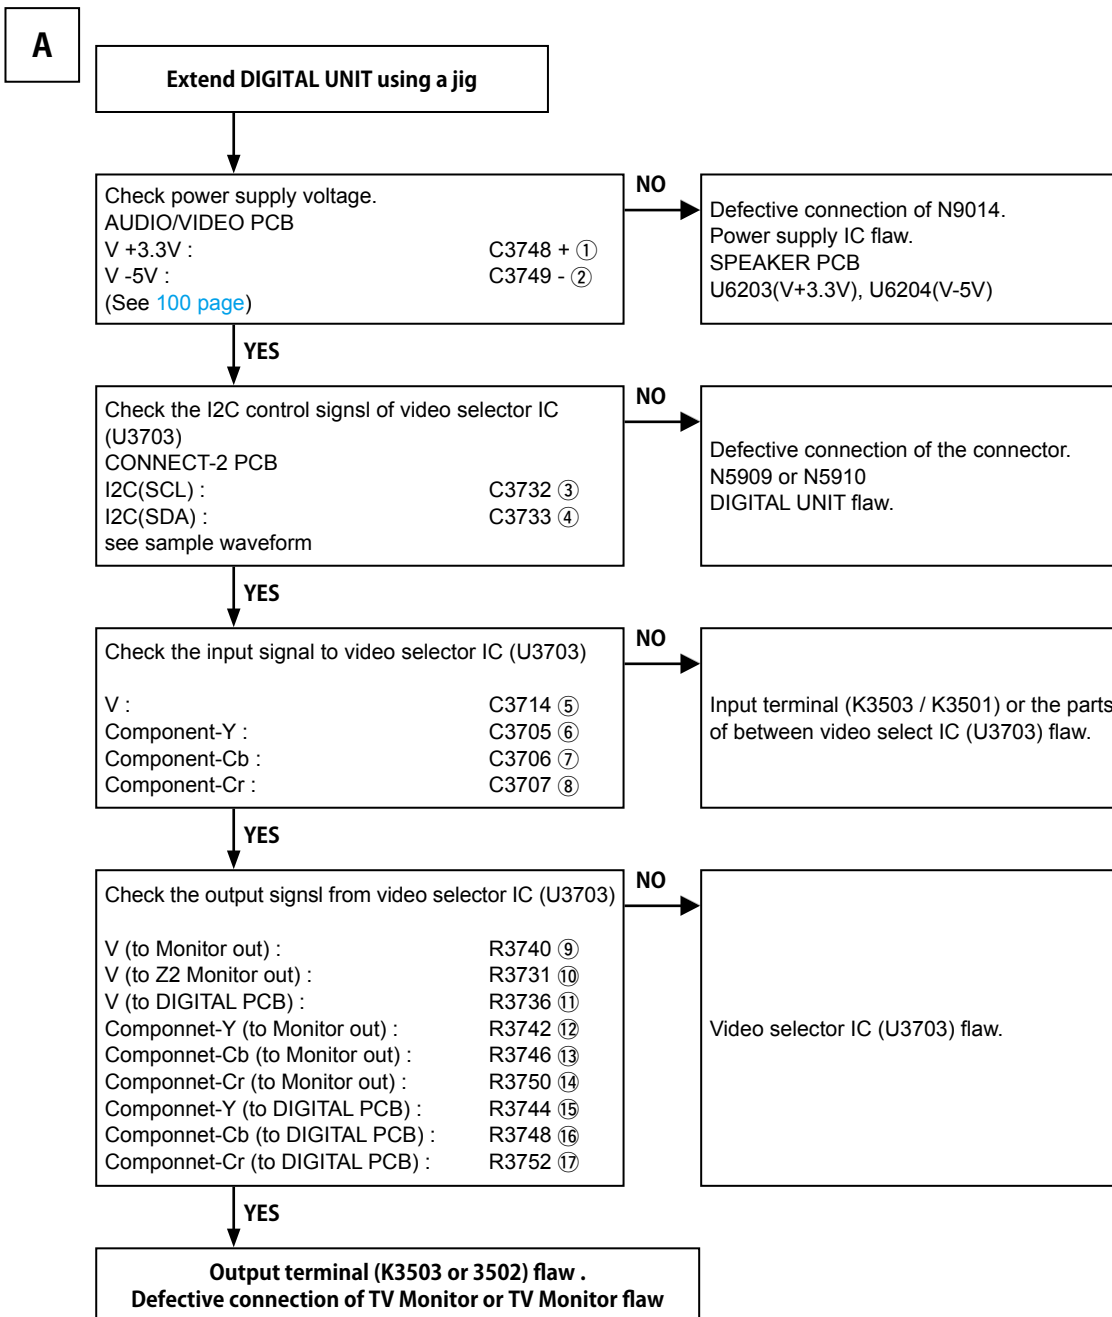 A
Extend DIGITAL UNIT using a jig
Check power supply voltage.
AUDIO/VIDEO PCB
V +3.3V : C3748 + ①
V -5V : C3749 - ②
(See 100 page)
NO
Defective connection of N9014.
Power supply IC flaw.
SPEAKER PCB
U6203(V+3.3V), U6204(V-5V)
YES
Check the I2C control signsl of video selector IC
(U3703)
CONNECT-2 PCB
I2C(SCL) : C3732 ③
I2C(SDA) : C3733 ④
see sample waveform
NO
Defective connection of the connector.
N5909 or N5910
DIGITAL UNIT flaw.
YES
Check the input signal to video selector IC (U3703)
V : C3714 ⑤
Component-Y : C3705 ⑥
Component-Cb : C3706 ⑦
Component-Cr : C3707 ⑧
NO
Input terminal (K3503 / K3501) or the parts
of between video select IC (U3703) flaw.
YES
Check the output signsl from video selector IC (U3703)
V (to Monitor out) : R3740 ⑨
V (to Z2 Monitor out) : R3731 ⑩
V (to DIGITAL PCB) : R3736 ⑪
Componnet-Y (to Monitor out) : R3742 ⑫
Componnet-Cb (to Monitor out) : R3746 ⑬
Componnet-Cr (to Monitor out) : R3750 ⑭
Componnet-Y (to DIGITAL PCB) : R3744 ⑮
Componnet-Cb (to DIGITAL PCB) : R3748 ⑯
Componnet-Cr (to DIGITAL PCB) : R3752 ⑰
NO
Video selector IC (U3703) flaw.
YES
Output terminal (K3503 or 3502) flaw .
Defective connection of TV Monitor or TV Monitor flaw